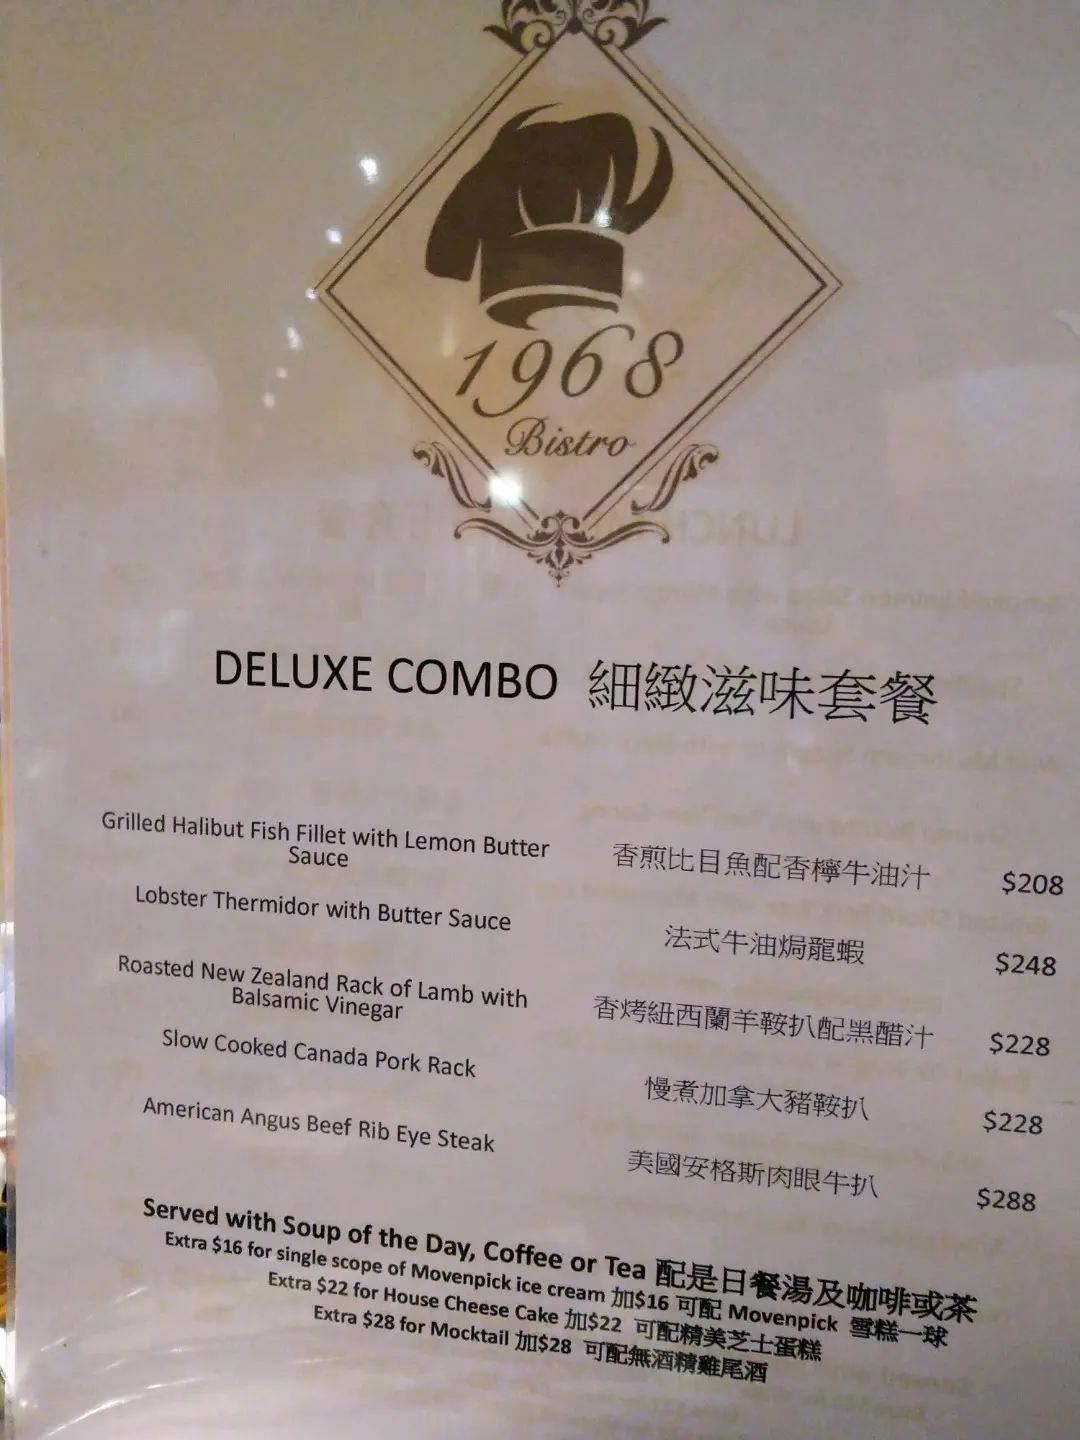 1968
Bistro
DELUXE COMBO 細緻滋味套餐
Grilled Halibut Fish Fillet with Lemon Butter
Sauce
香煎比目魚配香檸牛油汁 $208
Lobster Thermidor with Butter Sauce
法式牛油焗龍蝦 $248
Roasted New Zealand Rack of Lamb with
Balsamic Vinegar
香烤紐西蘭羊鞍扒配黑醋汁 $228
Slow Cooked Canada Pork Rack
慢煮加拿大豬鞍扒 $228
American Angus Beef Rib Eye Steak
美國安格斯肉眼牛扒 $288
Served with Soup of the Day, Coffee or Tea 配是日餐湯及咖啡或茶
Extra $16 for single scope of Movenpick ice cream 加$16 可配 Movenpick 雪糕一球
Extra $22 for House Cheese Cake 加$22 可配精美芝士蛋糕
Extra $28 for Mocktail 加$28 可配無酒精雞尾酒